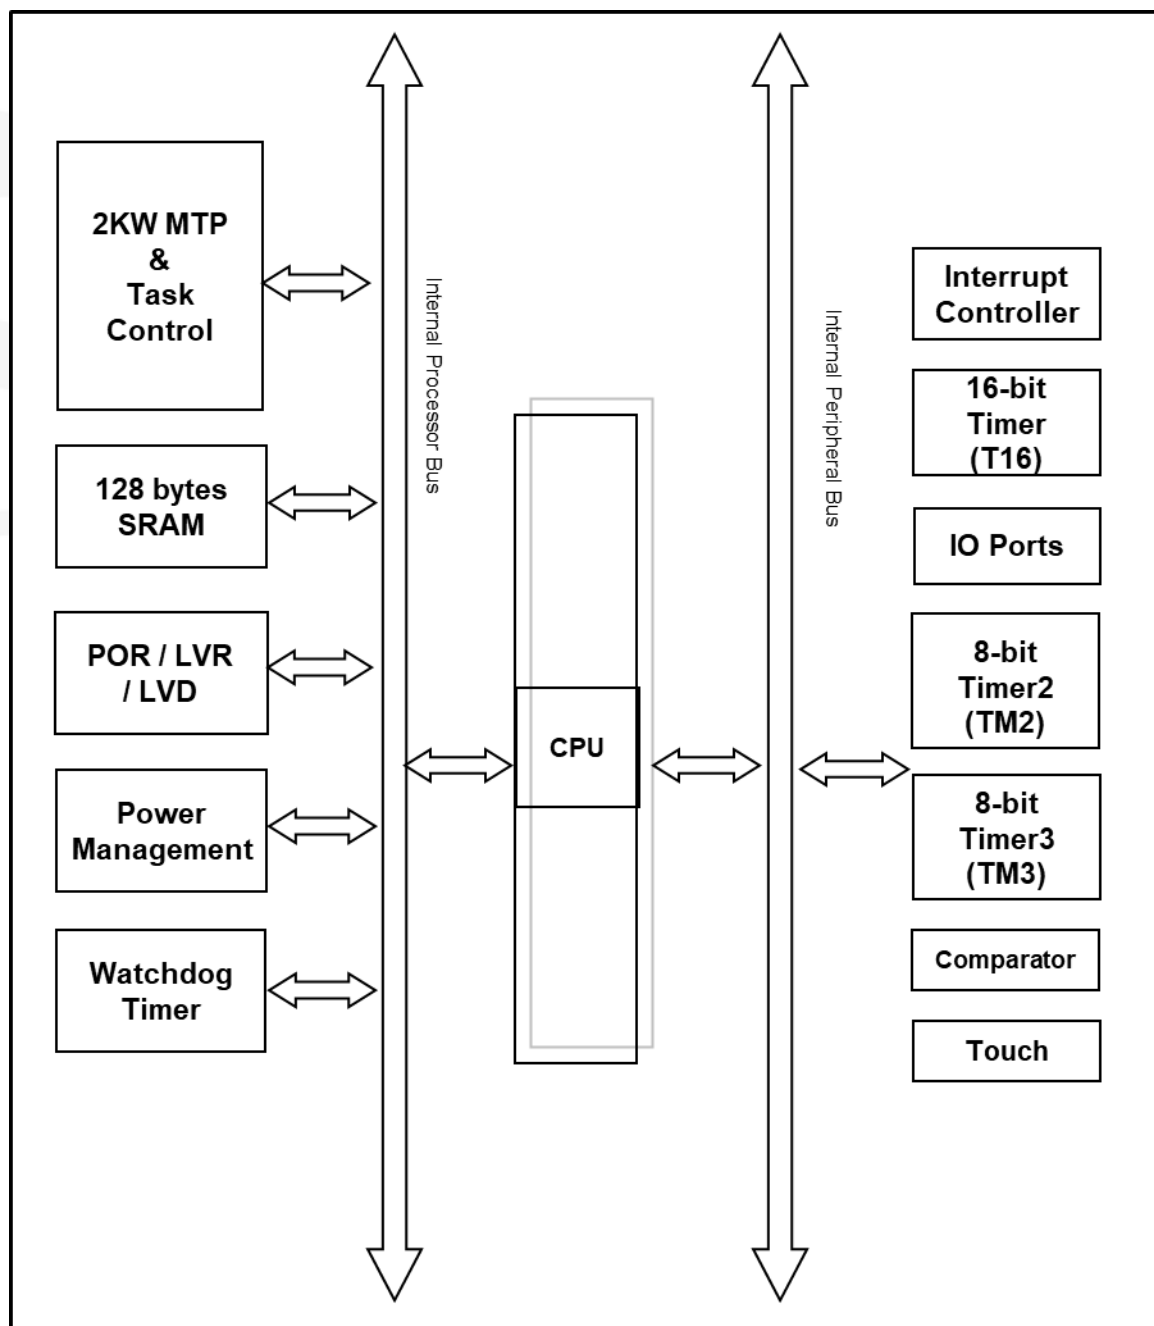 2KW MTP
&
Task
Control
128 bytes
SRAM
POR / LVR
/ LVD
Power
Management
Watchdog
Timer
Internal Processor Bus
CPU
Internal Peripheral Bus
Interrupt
Controller
16-bit
Timer
(T16)
IO Ports
8-bit
Timer2
(TM2)
8-bit
Timer3
(TM3)
Comparator
Touch